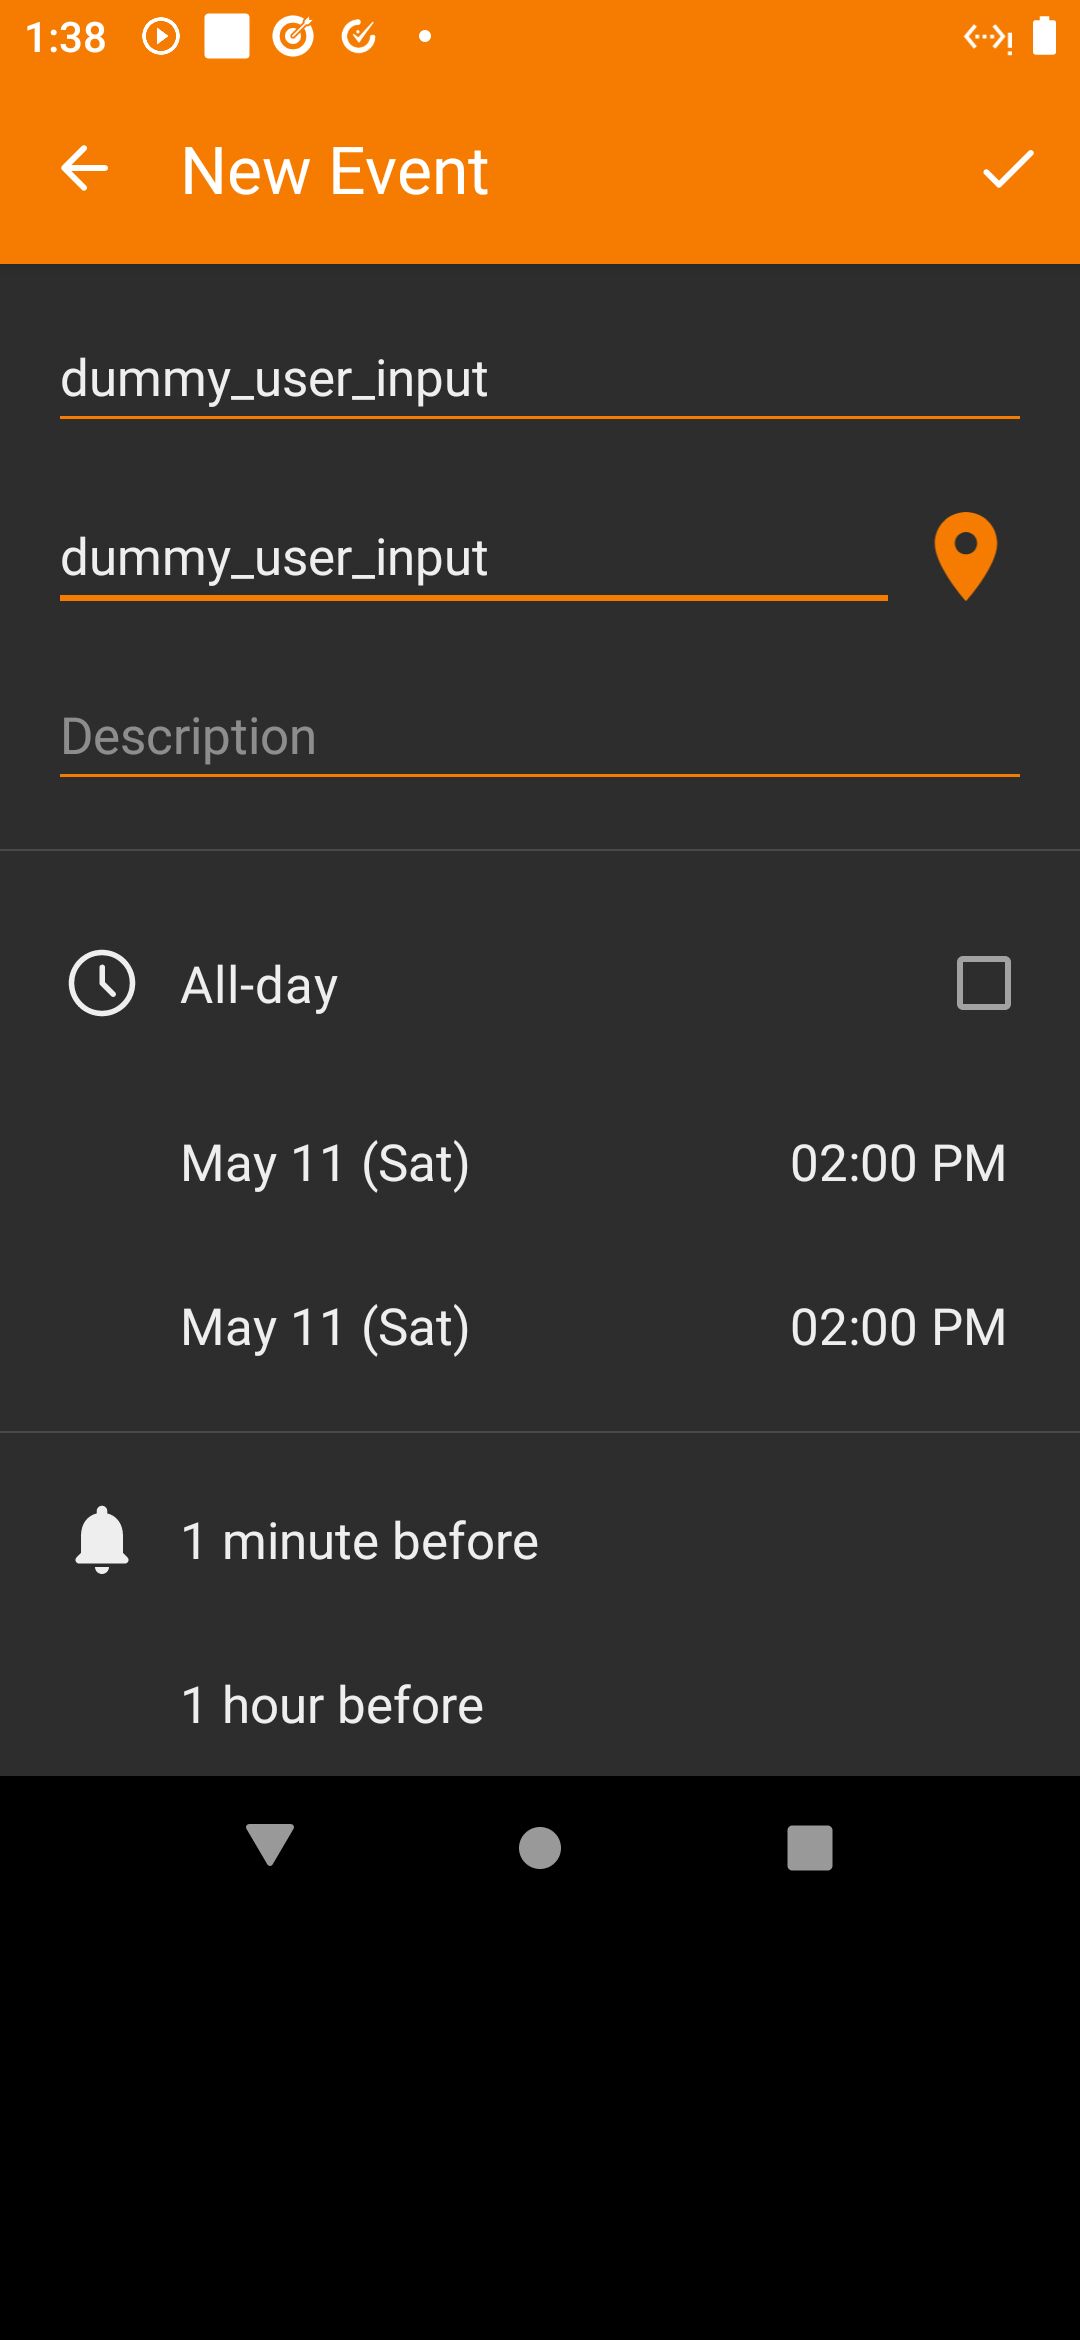 1:38
New Event
dummy_user_input
dummy_user_input
Description
All-day
May 11 (Sat) 02:00 PM
May 11 (Sat) 02:00 PM
1 minute before
1 hour before